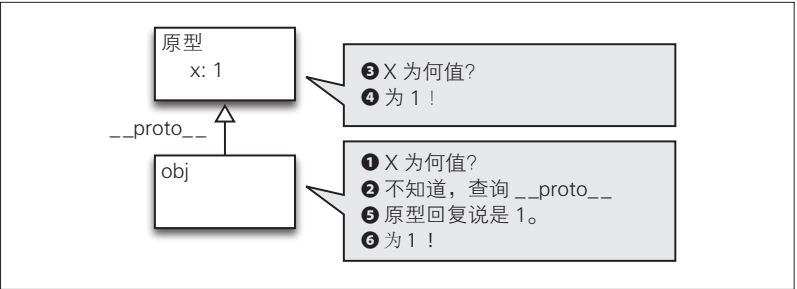 原型
x: 1
❸ X 为何值?
❹ 为 1！
__proto__
obj
❶ X 为何值?
❷ 不知道，查询 __proto__
❺ 原型回复说是 1。
❻ 为 1！